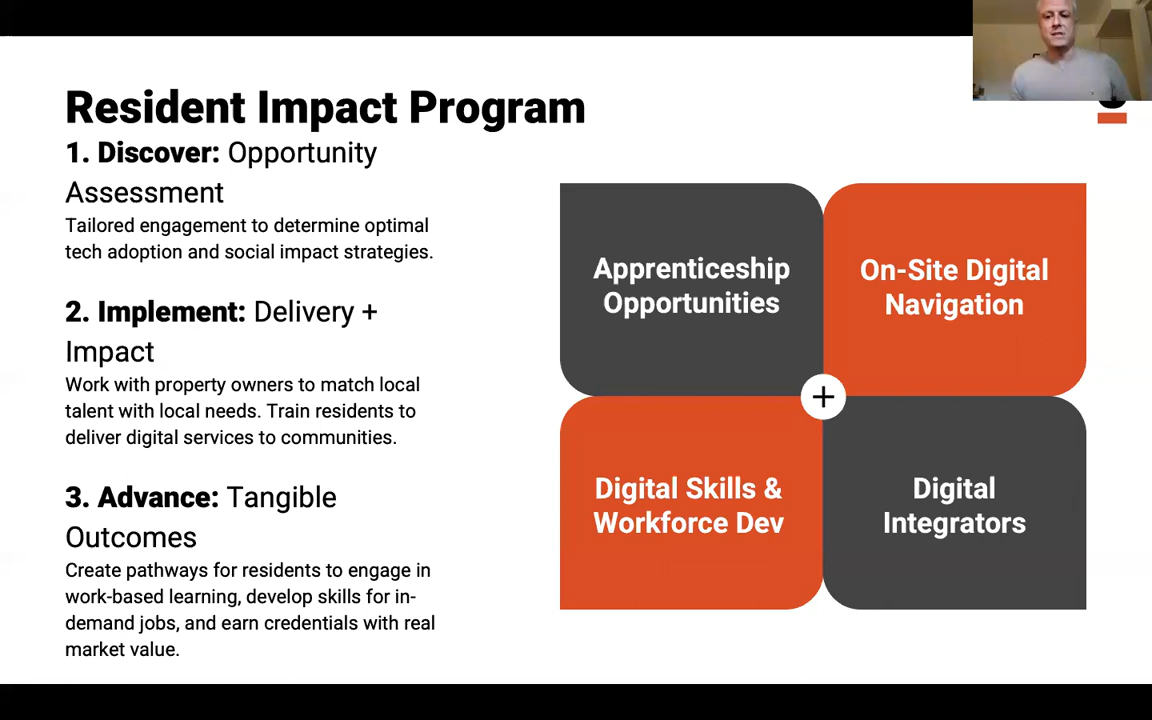 Resident Impact Program
1. Discover: Opportunity
Assessment
Tailored engagement to determine optimal
tech adoption and social impact strategies.
2. Implement: Delivery +
Impact
Work with property owners to match local
talent with local needs. Train residents to
deliver digital services to communities.
3. Advance: Tangible
Outcomes
Create pathways for residents to engage in
work-based learning, develop skills for in-
demand jobs, and earn credentials with real
market value.
Apprenticeship
Opportunities
On-Site Digital
Navigation
+
Digital Skills &
Workforce Dev
Digital
Integrators